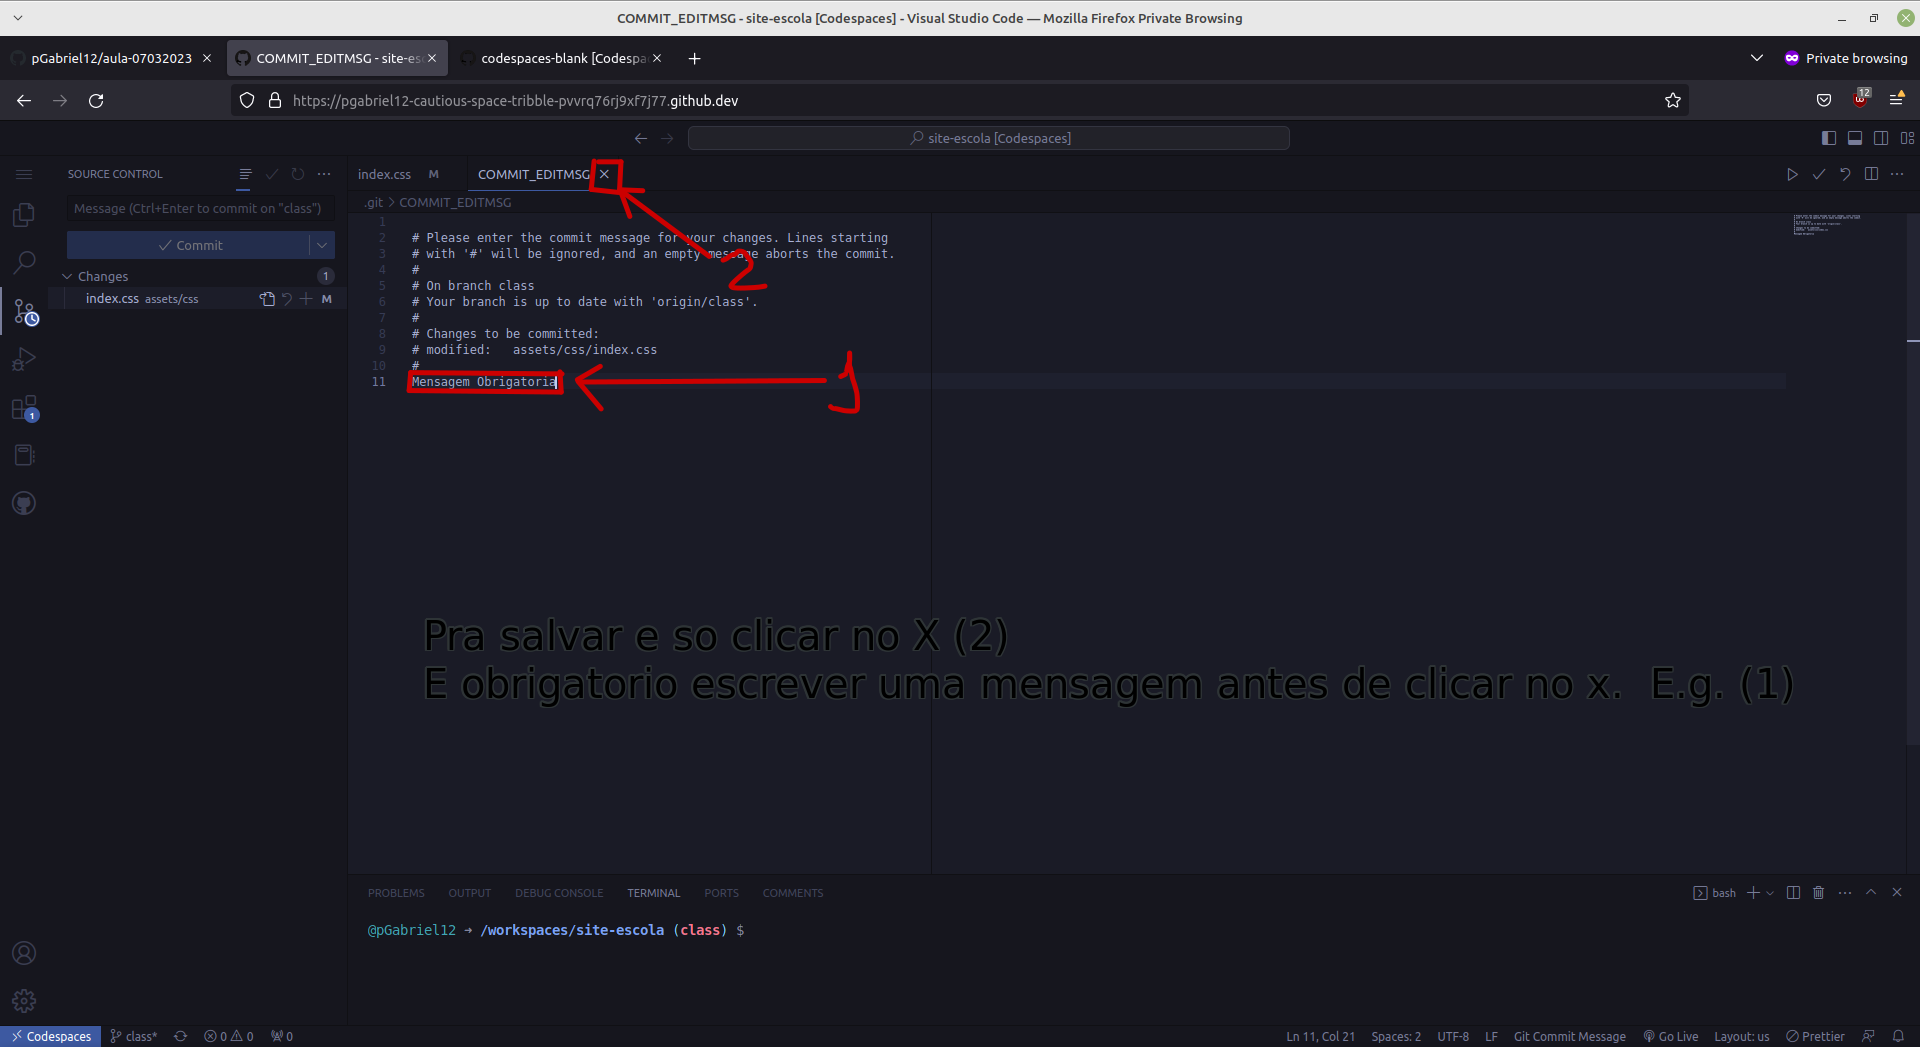 COMMIT_EDITMSG - site-escola [Codespaces] - Visual Studio Code — Mozilla Firefox Private Browsing
pGabriel12/aula-07032023
COMMIT_EDITMSG - site-es
codespaces-blank [Codespa
Private browsing
https://pgabriel12-cautious-space-tribble-pvvrq76rj9xf7j77.github.dev
12
site-escola [Codespaces]
SOURCE CONTROL
index.css M
COMMIT_EDITMSG
Message (Ctrl+Enter to commit on "class")
.git > COMMIT_EDITMSG
Commit
Changes 1
index.css assets/css M
1
2 # Please enter the commit message for your changes. Lines starting
3 # with '#' will be ignored, and an empty message aborts the commit.
4 #
5 # On branch class
6 # Your branch is up to date with 'origin/class'.
7 #
8 # Changes to be committed:
9 # modified:   assets/css/index.css
10 #
11 Mensagem Obrigatoria
2
1
1
Pra salvar e so clicar no X (2)
E obrigatorio escrever uma mensagem antes de clicar no x.  E.g. (1)
PROBLEMS OUTPUT DEBUG CONSOLE TERMINAL PORTS COMMENTS
bash
@pGabriel12 → /workspaces/site-escola (class) $
Codespaces class* 0 0 0
Ln 11, Col 21 Spaces: 2 UTF-8 LF Git Commit Message Go Live Layout: us Prettier